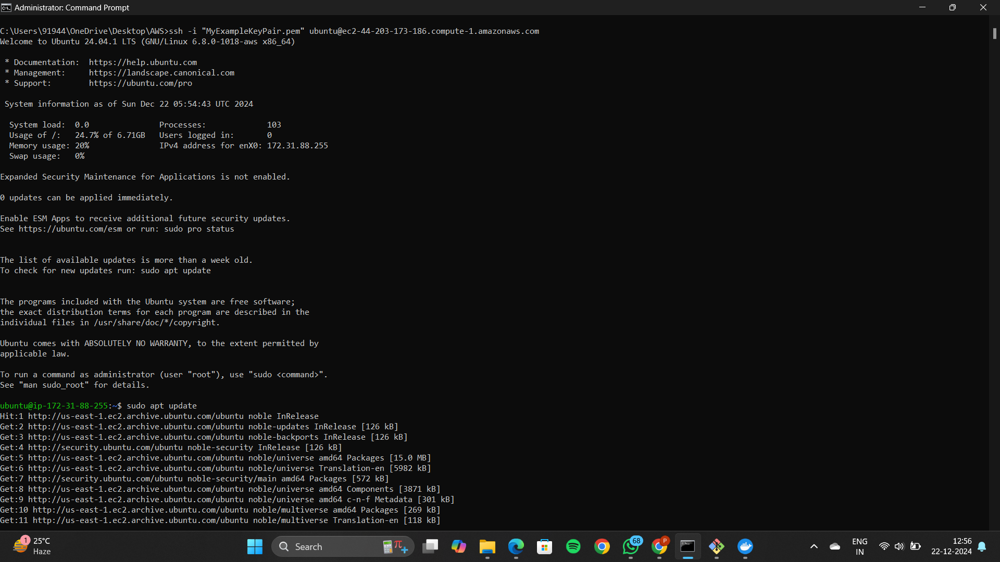 Administrator: Command Prompt
C:\Users\91944\OneDrive\Desktop\AWS>ssh -i "MyExampleKeyPair.pem" ubuntu@ec2-44-203-173-186.compute-1.amazonaws.com
Welcome to Ubuntu 24.04.1 LTS (GNU/Linux 6.8.0-1018-aws x86_64)
* Documentation:  https://help.ubuntu.com
* Management:     https://landscape.canonical.com
* Support:        https://ubuntu.com/pro
System information as of Sun Dec 22 05:54:43 UTC 2024
System load:  0.0               Processes:             103
Usage of /:   24.7% of 6.71GB   Users logged in:       0
Memory usage: 20%               IPv4 address for enX0: 172.31.88.255
Swap usage:   0%
Expanded Security Maintenance for Applications is not enabled.
0 updates can be applied immediately.
Enable ESM Apps to receive additional future security updates.
See https://ubuntu.com/esm or run: sudo pro status
The list of available updates is more than a week old.
To check for new updates run: sudo apt update
The programs included with the Ubuntu system are free software;
the exact distribution terms for each program are described in the
individual files in /usr/share/doc/*/copyright.
Ubuntu comes with ABSOLUTELY NO WARRANTY, to the extent permitted by
applicable law.
To run a command as administrator (user "root"), use "sudo <command>".
See "man sudo_root" for details.
ubuntu@ip-172-31-88-255:~$ sudo apt update
Hit:1 http://us-east-1.ec2.archive.ubuntu.com/ubuntu noble InRelease
Get:2 http://us-east-1.ec2.archive.ubuntu.com/ubuntu noble-updates InRelease [126 kB]
Get:3 http://us-east-1.ec2.archive.ubuntu.com/ubuntu noble-backports InRelease [126 kB]
Get:4 http://security.ubuntu.com/ubuntu noble-security InRelease [126 kB]
Get:5 http://us-east-1.ec2.archive.ubuntu.com/ubuntu noble/universe amd64 Packages [15.0 MB]
Get:6 http://us-east-1.ec2.archive.ubuntu.com/ubuntu noble/universe Translation-en [5982 kB]
Get:7 http://security.ubuntu.com/ubuntu noble-security/main amd64 Packages [572 kB]
Get:8 http://us-east-1.ec2.archive.ubuntu.com/ubuntu noble/universe amd64 Components [3871 kB]
Get:9 http://us-east-1.ec2.archive.ubuntu.com/ubuntu noble/universe amd64 c-n-f Metadata [301 kB]
Get:10 http://us-east-1.ec2.archive.ubuntu.com/ubuntu noble/multiverse amd64 Packages [269 kB]
Get:11 http://us-east-1.ec2.archive.ubuntu.com/ubuntu noble/multiverse Translation-en [118 kB]
1
25°C
Haze
Search
68
P
ENG
IN
12:56
22-12-2024